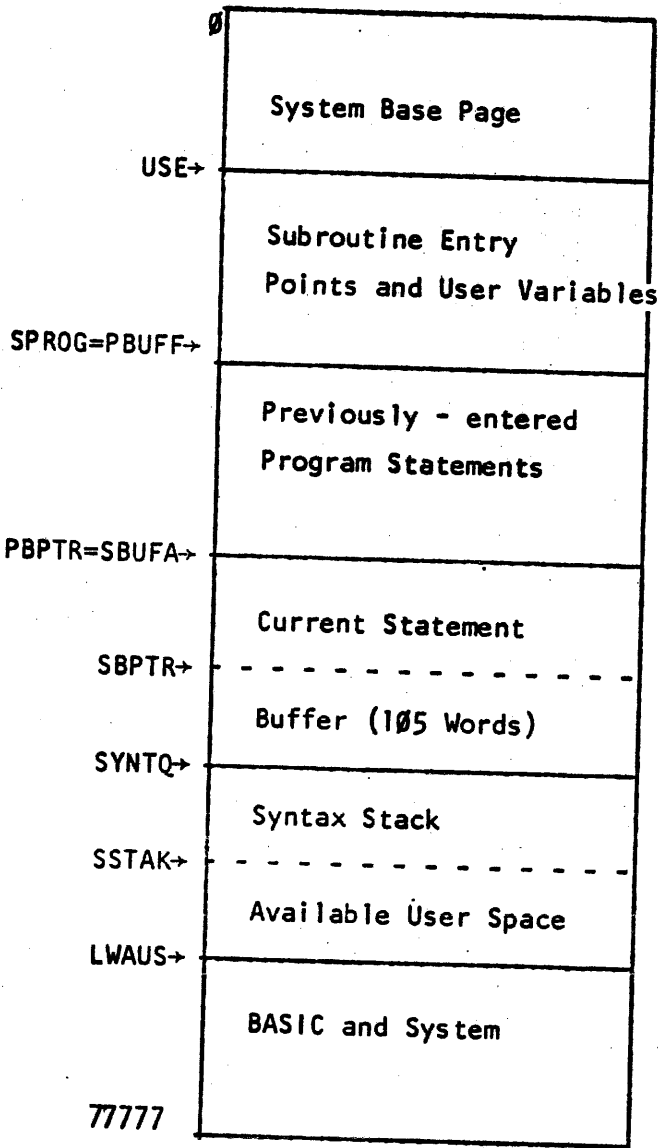 Ø
System Base Page
USE→
Subroutine Entry
Points and User Variables
SPROG=PBUFF→
Previously - entered
Program Statements
PBPTR=SBUFA→
Current Statement
SBPTR→
Buffer (1Ø5 Words)
SYNTQ→
Syntax Stack
SSTAK→
Available User Space
LWAUS→
BASIC and System
77777